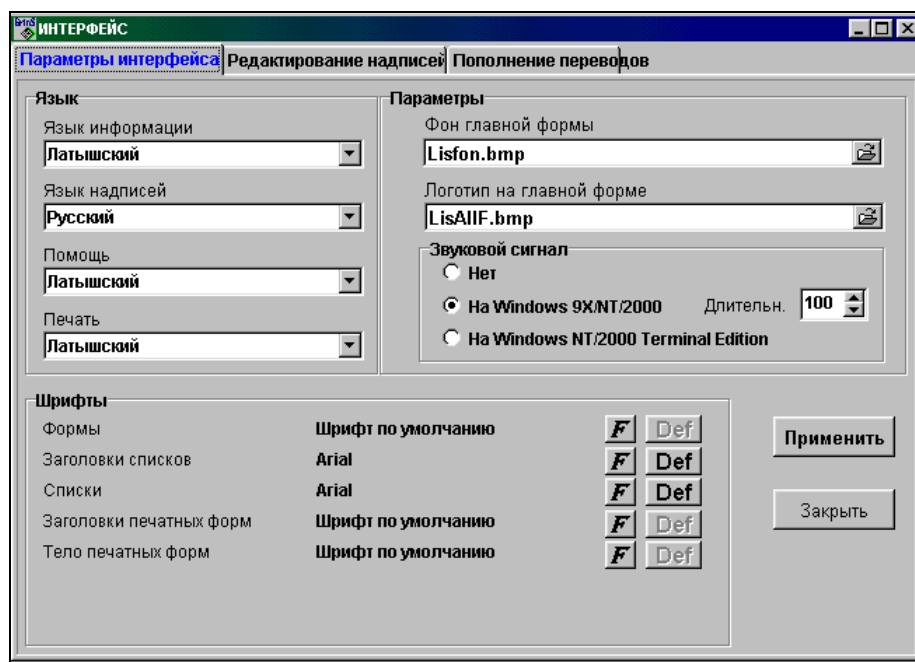 ИНТЕРФЕЙС
Параметры интерфейса Редактирование надписей Пополнение переводов
Язык
Язык информации
Латышский
Язык надписей
Русский
Помощь
Латышский
Печать
Латышский
Параметры
Фон главной формы
Lisfon.bmp
Логотип на главной форме
LisAllF.bmp
Звуковой сигнал
Нет
На Windows 9X/NT/2000 Длительн. 100
На Windows NT/2000 Terminal Edition
Шрифты
Формы Шрифт по умолчанию F Def
Заголовки списков Arial F Def
Списки Arial F Def
Заголовки печатных форм Шрифт по умолчанию F Def
Тело печатных форм Шрифт по умолчанию F Def
Применить
Закрыть